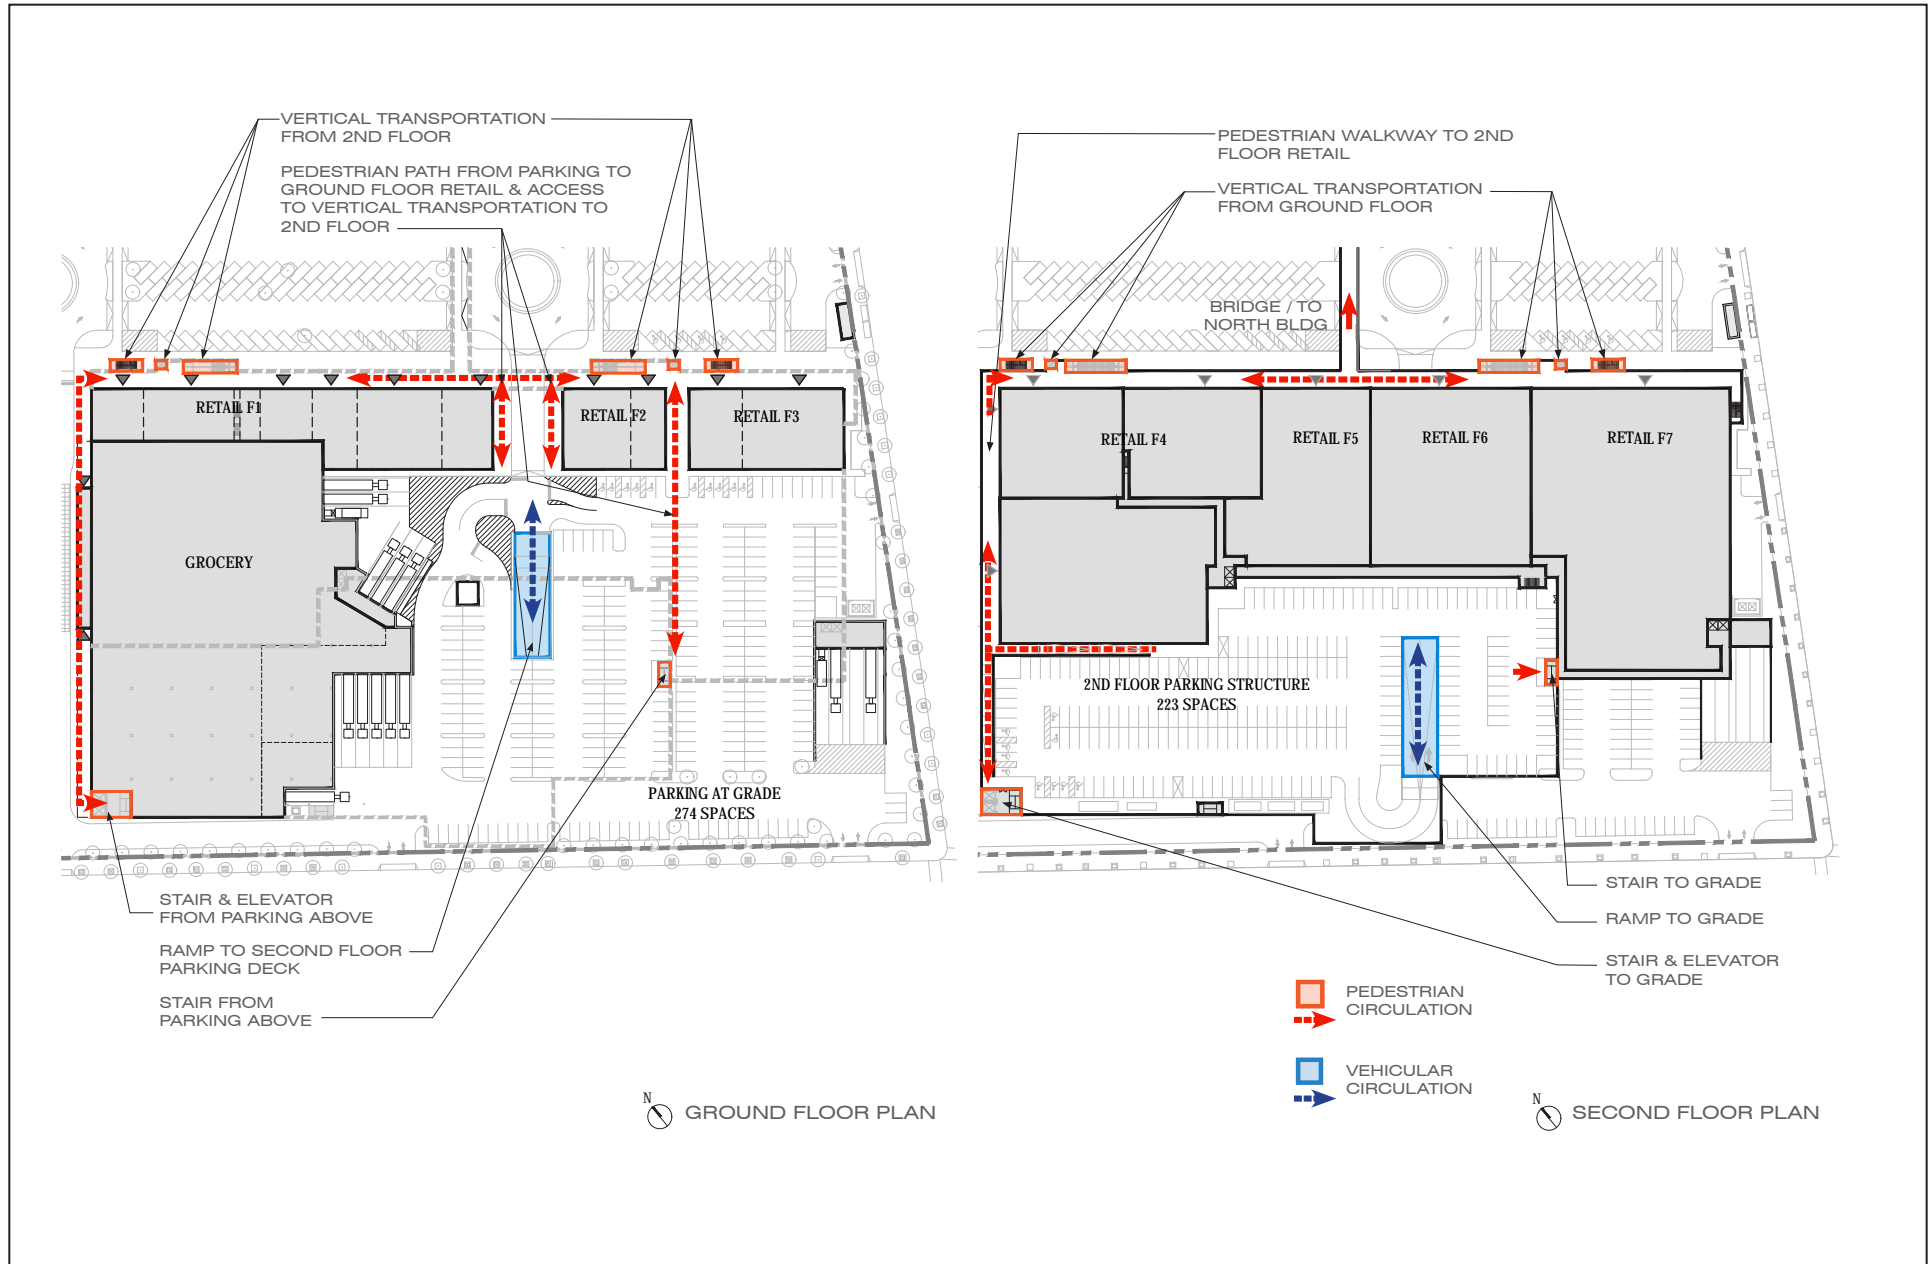 VERTICAL TRANSPORTATION
FROM 2ND FLOOR
PEDESTRIAN PATH FROM PARKING TO
GROUND FLOOR RETAIL & ACCESS
TO VERTICAL TRANSPORTATION TO
2ND FLOOR
RETAIL F1
RETAIL F2
RETAIL F3
GROCERY
PARKING AT GRADE
274 SPACES
STAIR & ELEVATOR
FROM PARKING ABOVE
RAMP TO SECOND FLOOR
PARKING DECK
STAIR FROM
PARKING ABOVE
N
GROUND FLOOR PLAN
PEDESTRIAN WALKWAY TO 2ND
FLOOR RETAIL
VERTICAL TRANSPORTATION
FROM GROUND FLOOR
BRIDGE / TO
NORTH BLDG
RETAIL F4
RETAIL F5
RETAIL F6
RETAIL F7
2ND FLOOR PARKING STRUCTURE
223 SPACES
STAIR TO GRADE
RAMP TO GRADE
STAIR & ELEVATOR
TO GRADE
PEDESTRIAN
CIRCULATION
VEHICULAR
CIRCULATION
N
SECOND FLOOR PLAN